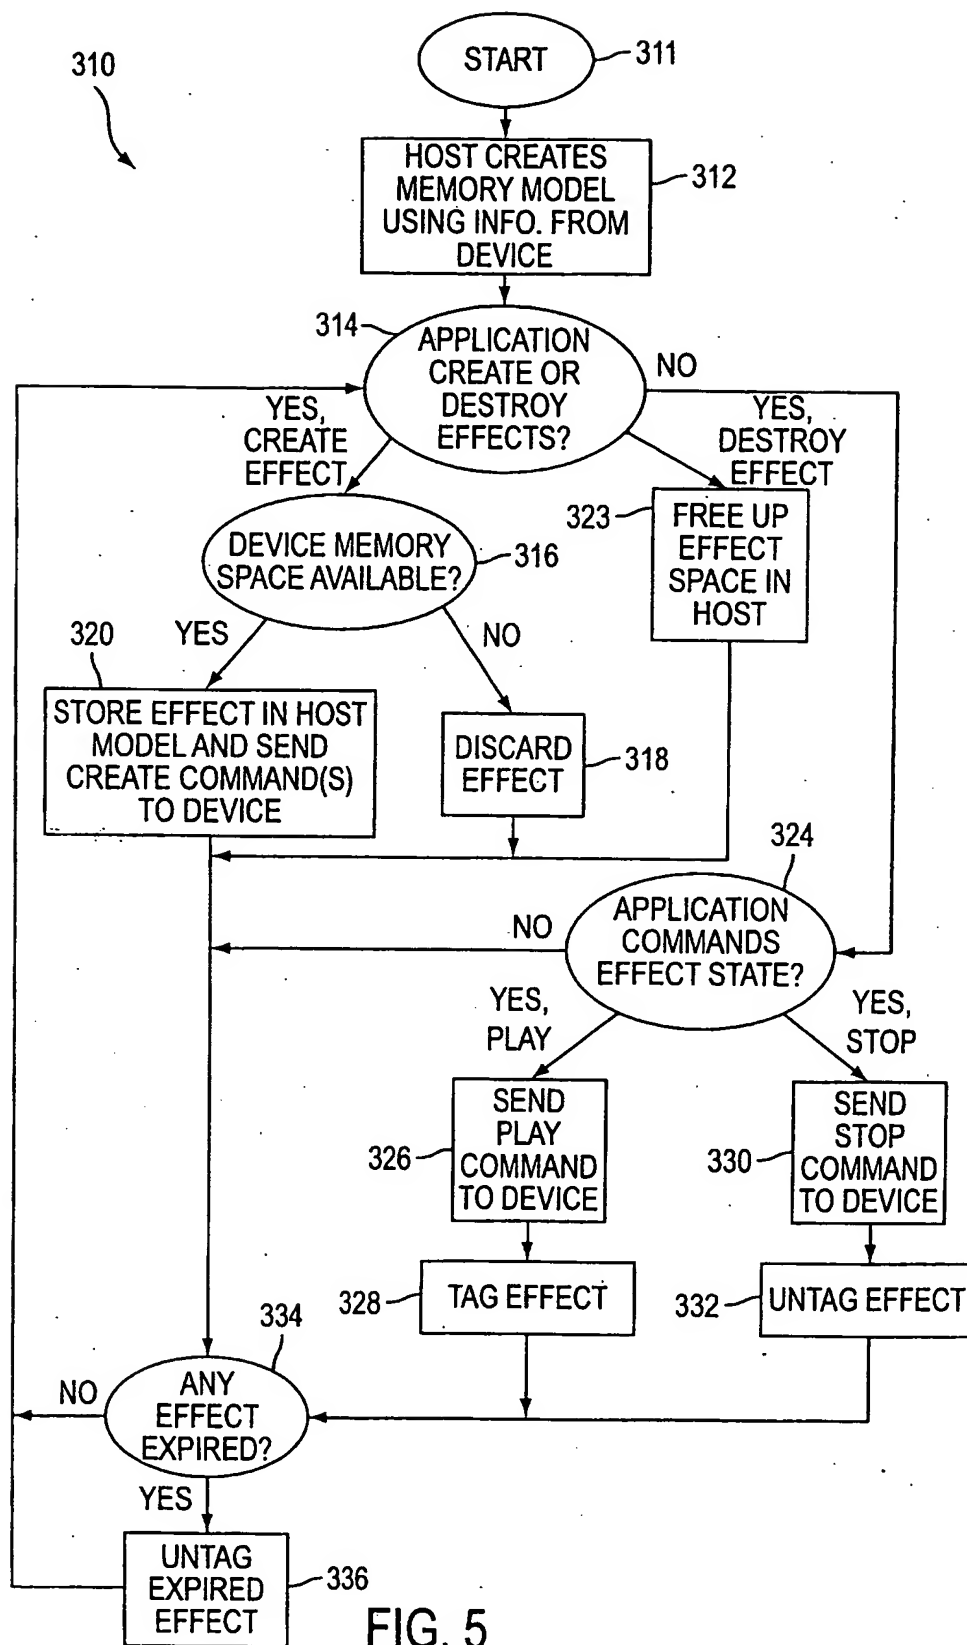 310
START
311
HOST CREATES
MEMORY MODEL
USING INFO. FROM
DEVICE
312
314
APPLICATION
CREATE OR
DESTROY
EFFECTS?
NO
YES,
CREATE
EFFECT
YES,
DESTROY
EFFECT
DEVICE MEMORY
SPACE AVAILABLE?
316
323
FREE UP
EFFECT
SPACE IN
HOST
320
YES
NO
STORE EFFECT IN HOST
MODEL AND SEND
CREATE COMMAND(S)
TO DEVICE
DISCARD
EFFECT
318
324
APPLICATION
COMMANDS
EFFECT STATE?
NO
YES,
PLAY
YES,
STOP
326
SEND
PLAY
COMMAND
TO DEVICE
330
SEND
STOP
COMMAND
TO DEVICE
328
TAG EFFECT
332
UNTAG EFFECT
334
ANY
EFFECT
EXPIRED?
NO
YES
UNTAG
EXPIRED
EFFECT
336
FIG. 5